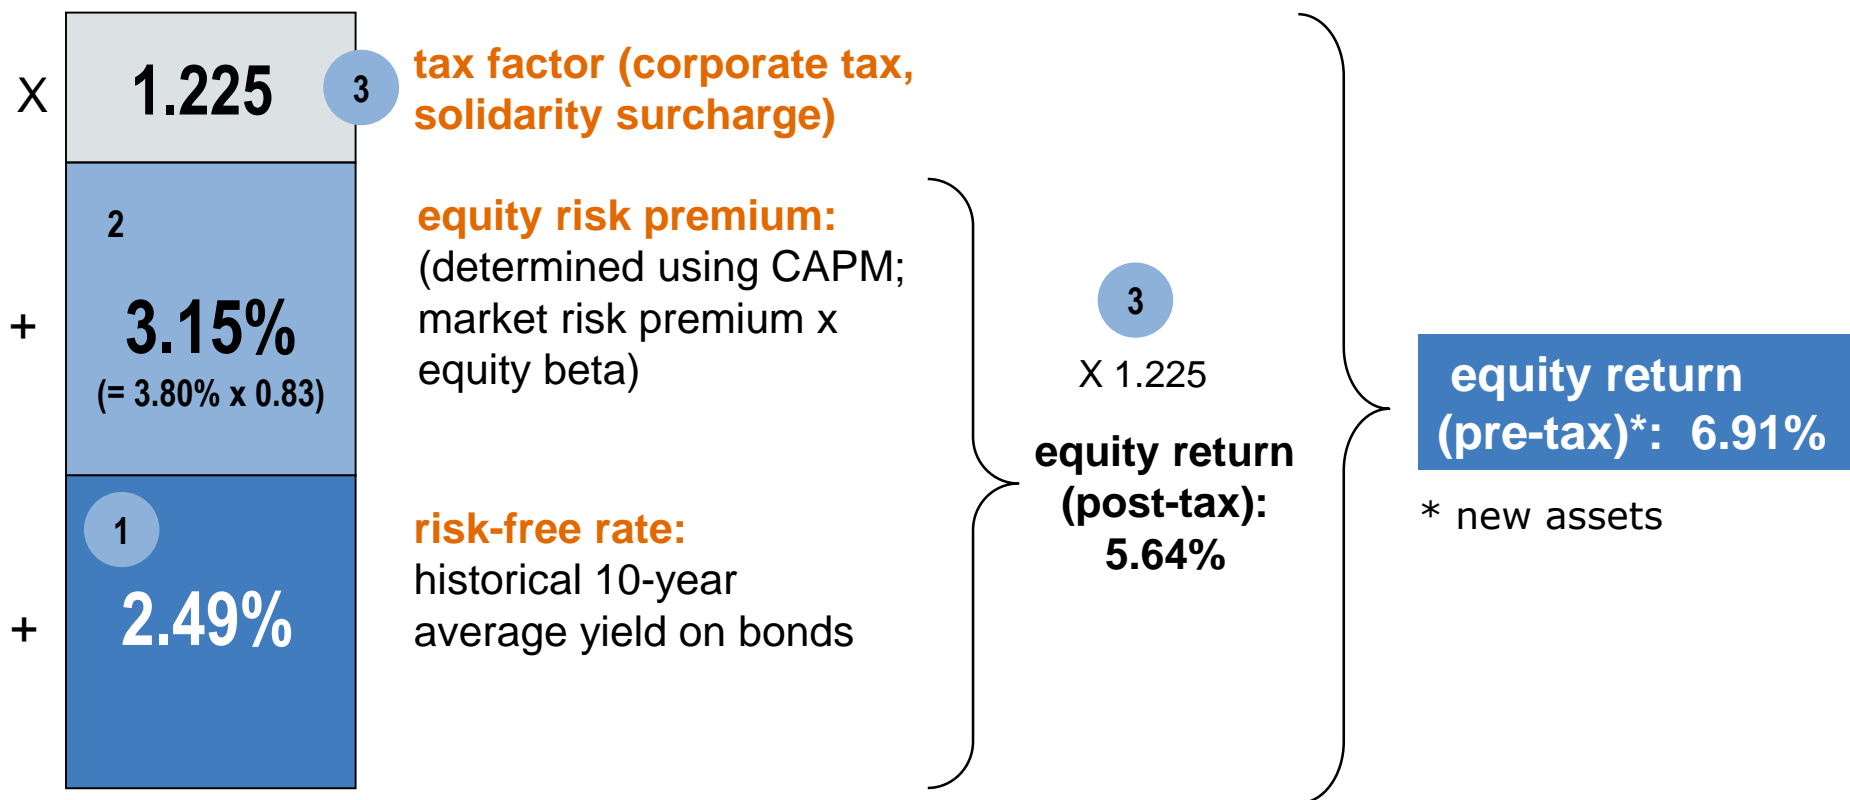 X
1.225
3
tax factor (corporate tax,
solidarity surcharge)
+
2
3.15%
(= 3.80% x 0.83)
equity risk premium:
(determined using CAPM;
market risk premium x
equity beta)
+
1
2.49%
risk-free rate:
historical 10-year
average yield on bonds
3
X 1.225
equity return
(post-tax):
5.64%
equity return
(pre-tax)*: 6.91%
* new assets